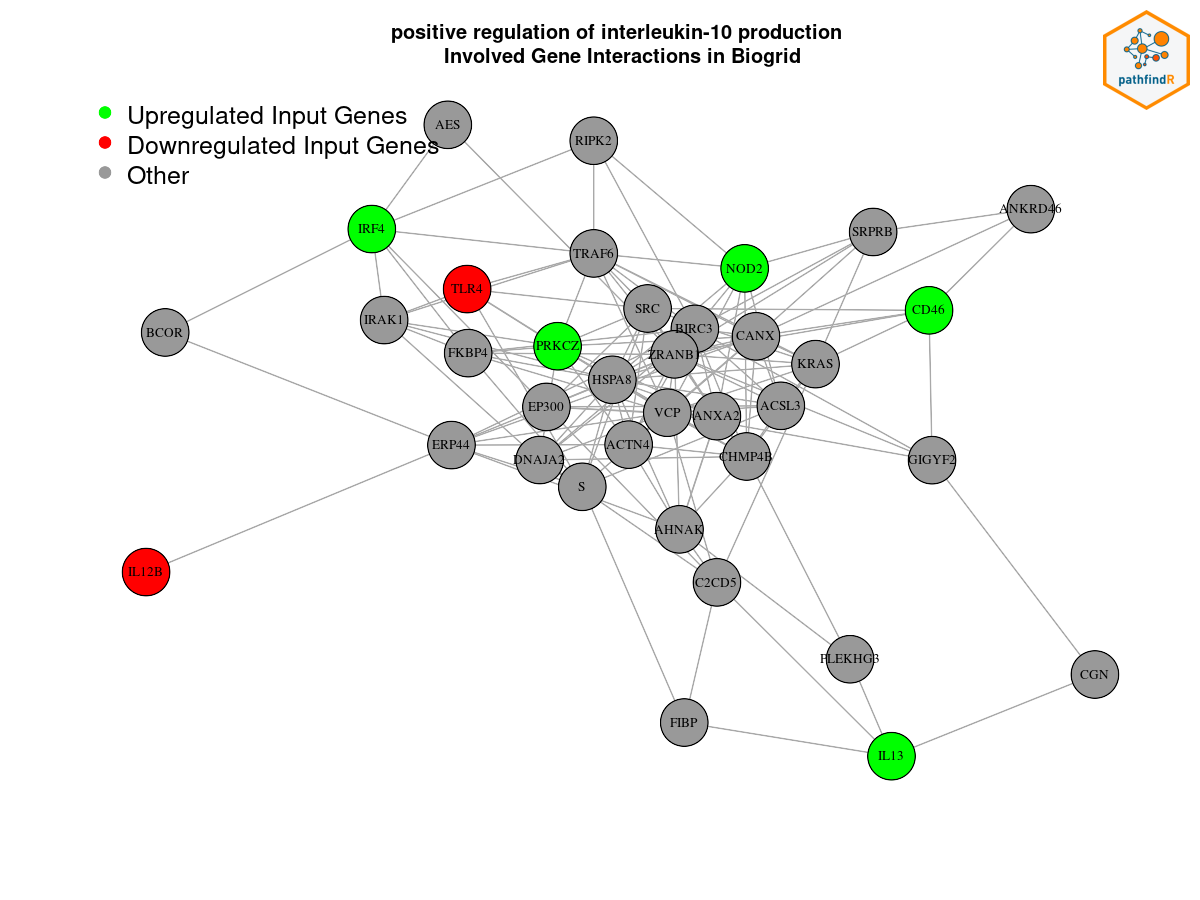 positive regulation of interleukin-10 production
Involved Gene Interactions in Biogrid
pathfindR
Upregulated Input Genes
Downregulated Input Genes
Other
AES
RIPK2
ANKRD46
IRF4
SRPRB
TRAF6
NOD2
TLR4
SRC
CD46
IRAK1
BIRC3
BCOR
CANX
PRKCZ
FKBP4
ZRANB1
KRAS
HSPA8
EP300
VCP
ANXA2
ACSL3
ERP44
ACTN4
DNAJA2
CHMP4B
GIGYF2
S
AHNAK
IL12B
C2CD5
PLEKHG3
CGN
FIBP
IL13